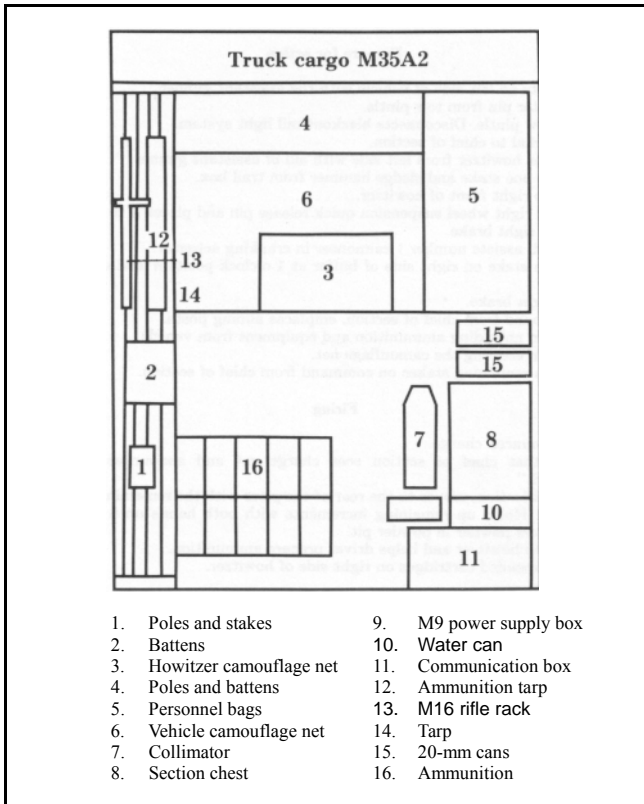 Truck cargo M35A2
4
5
6
12
3
13
14
15
15
2
7
8
1
16
10
11
1. Poles and stakes
2. Battens
3. Howitzer camouflage net
4. Poles and battens
5. Personnel bags
6. Vehicle camouflage net
7. Collimator
8. Section chest
9. M9 power supply box
10. Water can
11. Communication box
12. Ammunition tarp
13. M16 rifle rack
14. Tarp
15. 20-mm cans
16. Ammunition